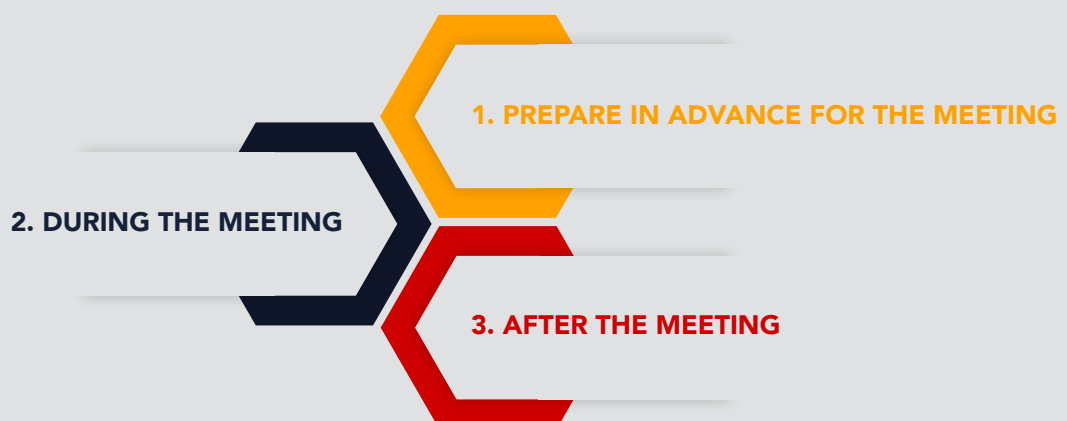 1. PREPARE IN ADVANCE FOR THE MEETING
2. DURING THE MEETING
3. AFTER THE MEETING